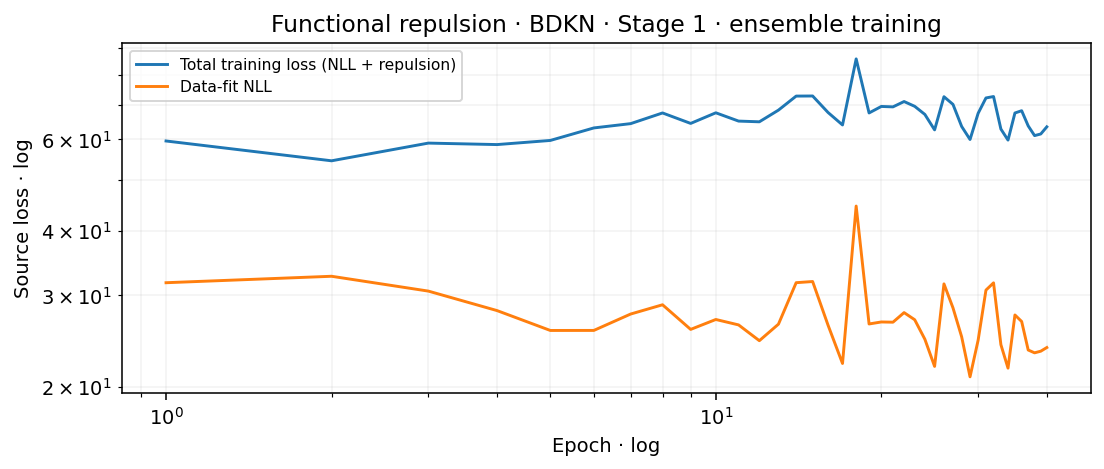 Functional repulsion · BDKN · Stage 1 · ensemble training
Total training loss (NLL + repulsion)
Data-fit NLL
Source loss · log
6 × 10¹
4 × 10¹
3 × 10¹
2 × 10¹
10⁰
10¹
Epoch · log